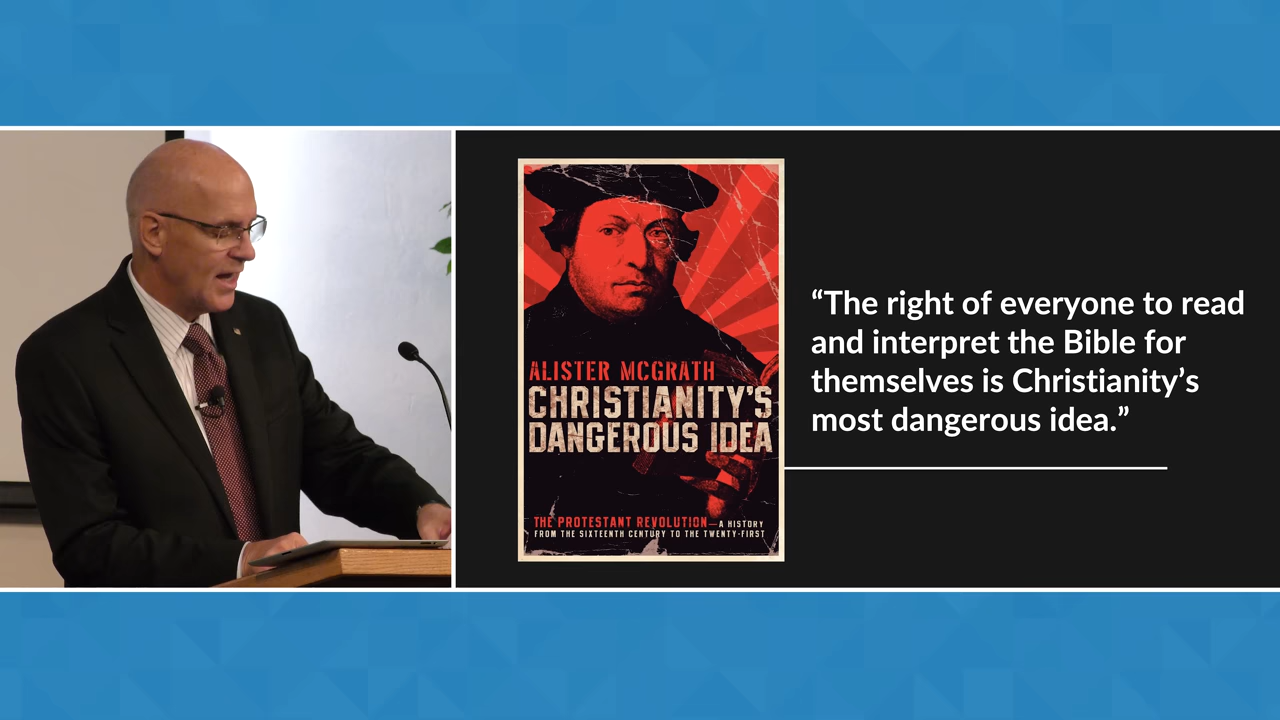 ALISTER MCGRATH
CHRISTIANITY'S
DANGEROUS IDEA
THE PROTESTANT REVOLUTION—A HISTORY
FROM THE SIXTEENTH CENTURY TO THE TWENTY-FIRST
“The right of everyone to read
and interpret the Bible for
themselves is Christianity’s
most dangerous idea.”